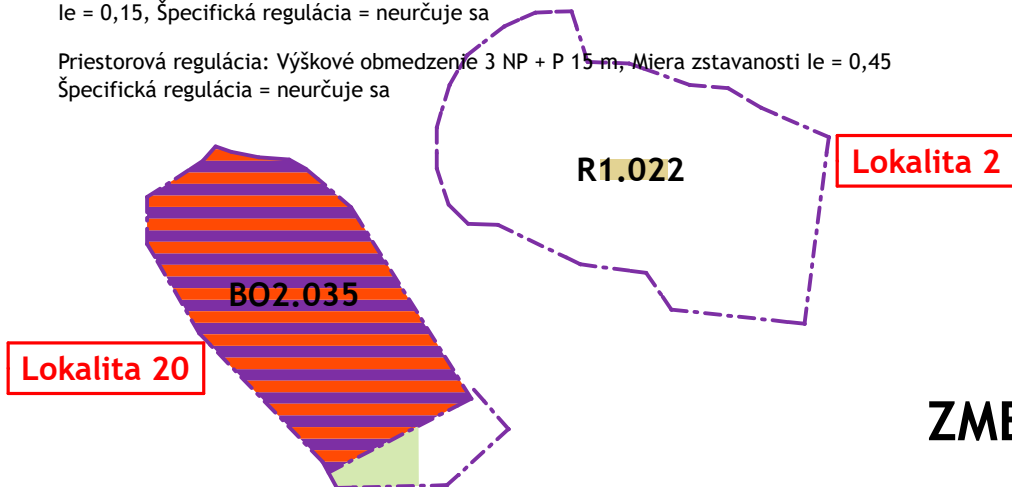 Ie = 0,15, Špecifická regulácia = neurčuje sa
Priestorová regulácia: Výškové obmedzenie 3 NP + P 15 m, Miera zstavanosti Ie = 0,45
Špecifická regulácia = neurčuje sa
R1.022
Lokalita 2
BO2.035
Lokalita 20